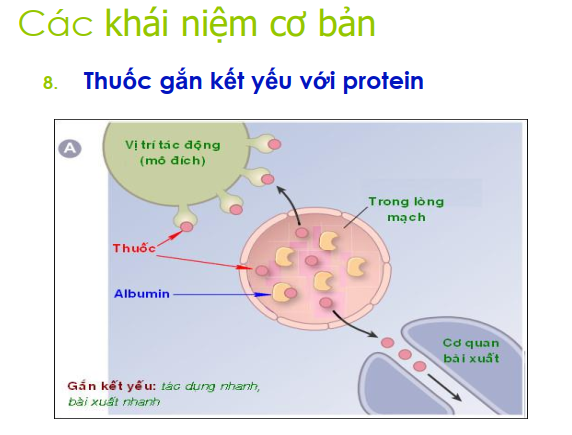 Các khái niệm cơ bản
8. Thuốc gắn kết yếu với protein
A
Vị trí tác động
(mô đích)
Trong lòng
mạch
Thuốc
Albumin
Cơ quan
bài xuất
Gắn kết yếu: tác dụng nhanh,
bài xuất nhanh